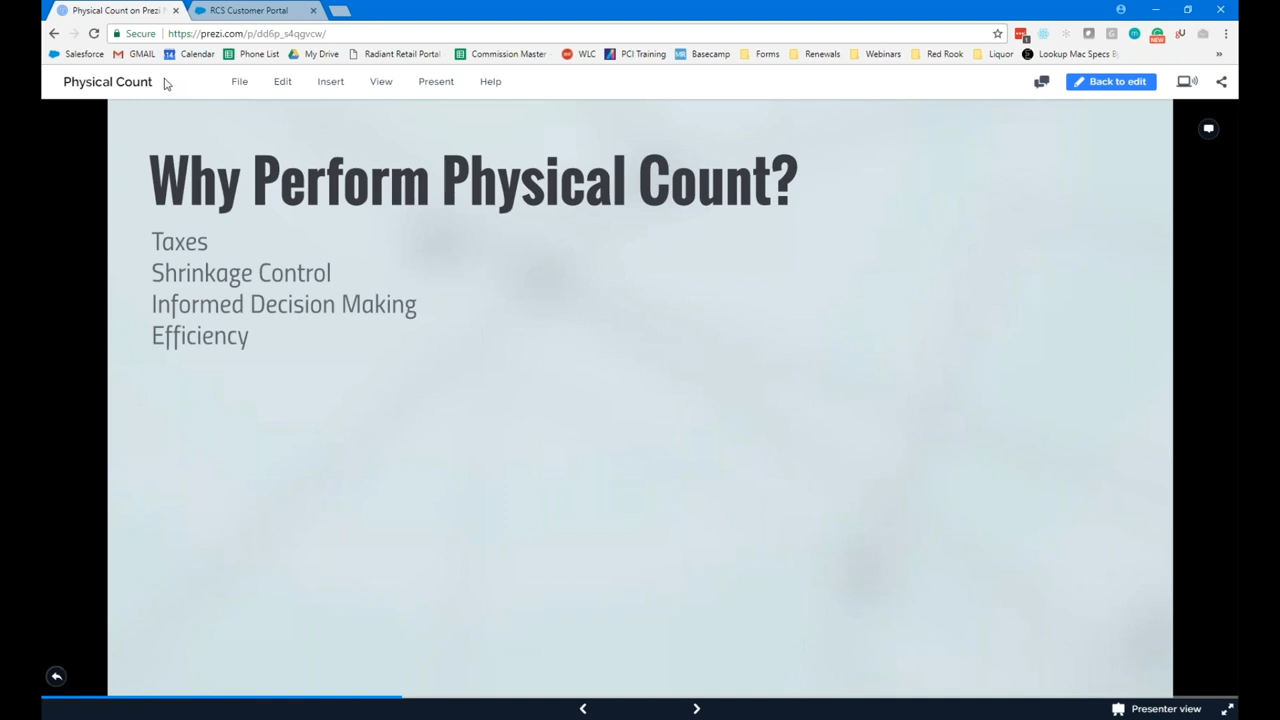 Physical Count on Prezi
RCS Customer Portal
Secure
https://prezi.com/p/dd6p_s4qgvcw/
Salesforce
GMAIL
Calendar
Phone List
My Drive
Radiant Retail Portal
Commission Master
WLC
PCI Training
Basecamp
Forms
Renewals
Webinars
Red Rook
Liquor
Lookup Mac Specs
NEW
Physical Count
File
Edit
Insert
View
Present
Help
Back to edit
Why Perform Physical Count?
Taxes
Shrinkage Control
Informed Decision Making
Efficiency
Presenter view